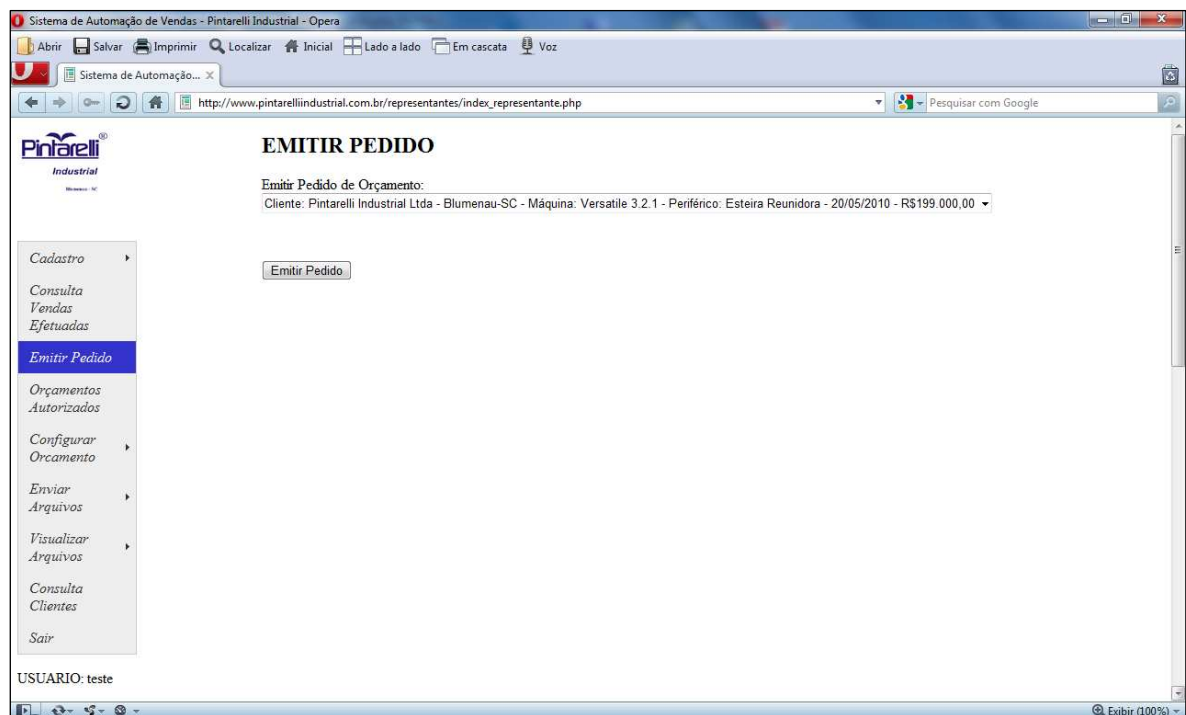 Sistema de Automação de Vendas - Pintarelli Industrial - Opera
Abrir Salvar Imprimir Localizar Inicial Lado a lado Em cascata Voz
Sistema de Automação...
http://www.pintarelliindustrial.com.br/representantes/index_representante.php
Pesquisar com Google
Pintarelli®
Industrial
Blumenau - SC
EMITIR PEDIDO
Emitir Pedido de Orçamento:
Cliente: Pintarelli Industrial Ltda - Blumenau-SC - Máquina: Versatile 3.2.1 - Periférico: Esteira Reunidora - 20/05/2010 - R$199.000,00
Emitir Pedido
Cadastro
Consulta
Vendas
Efetuadas
Emitir Pedido
Orçamentos
Autorizados
Configurar
Orcamento
Enviar
Arquivos
Visualizar
Arquivos
Consulta
Clientes
Sair
USUARIO: teste
Exibir (100%)